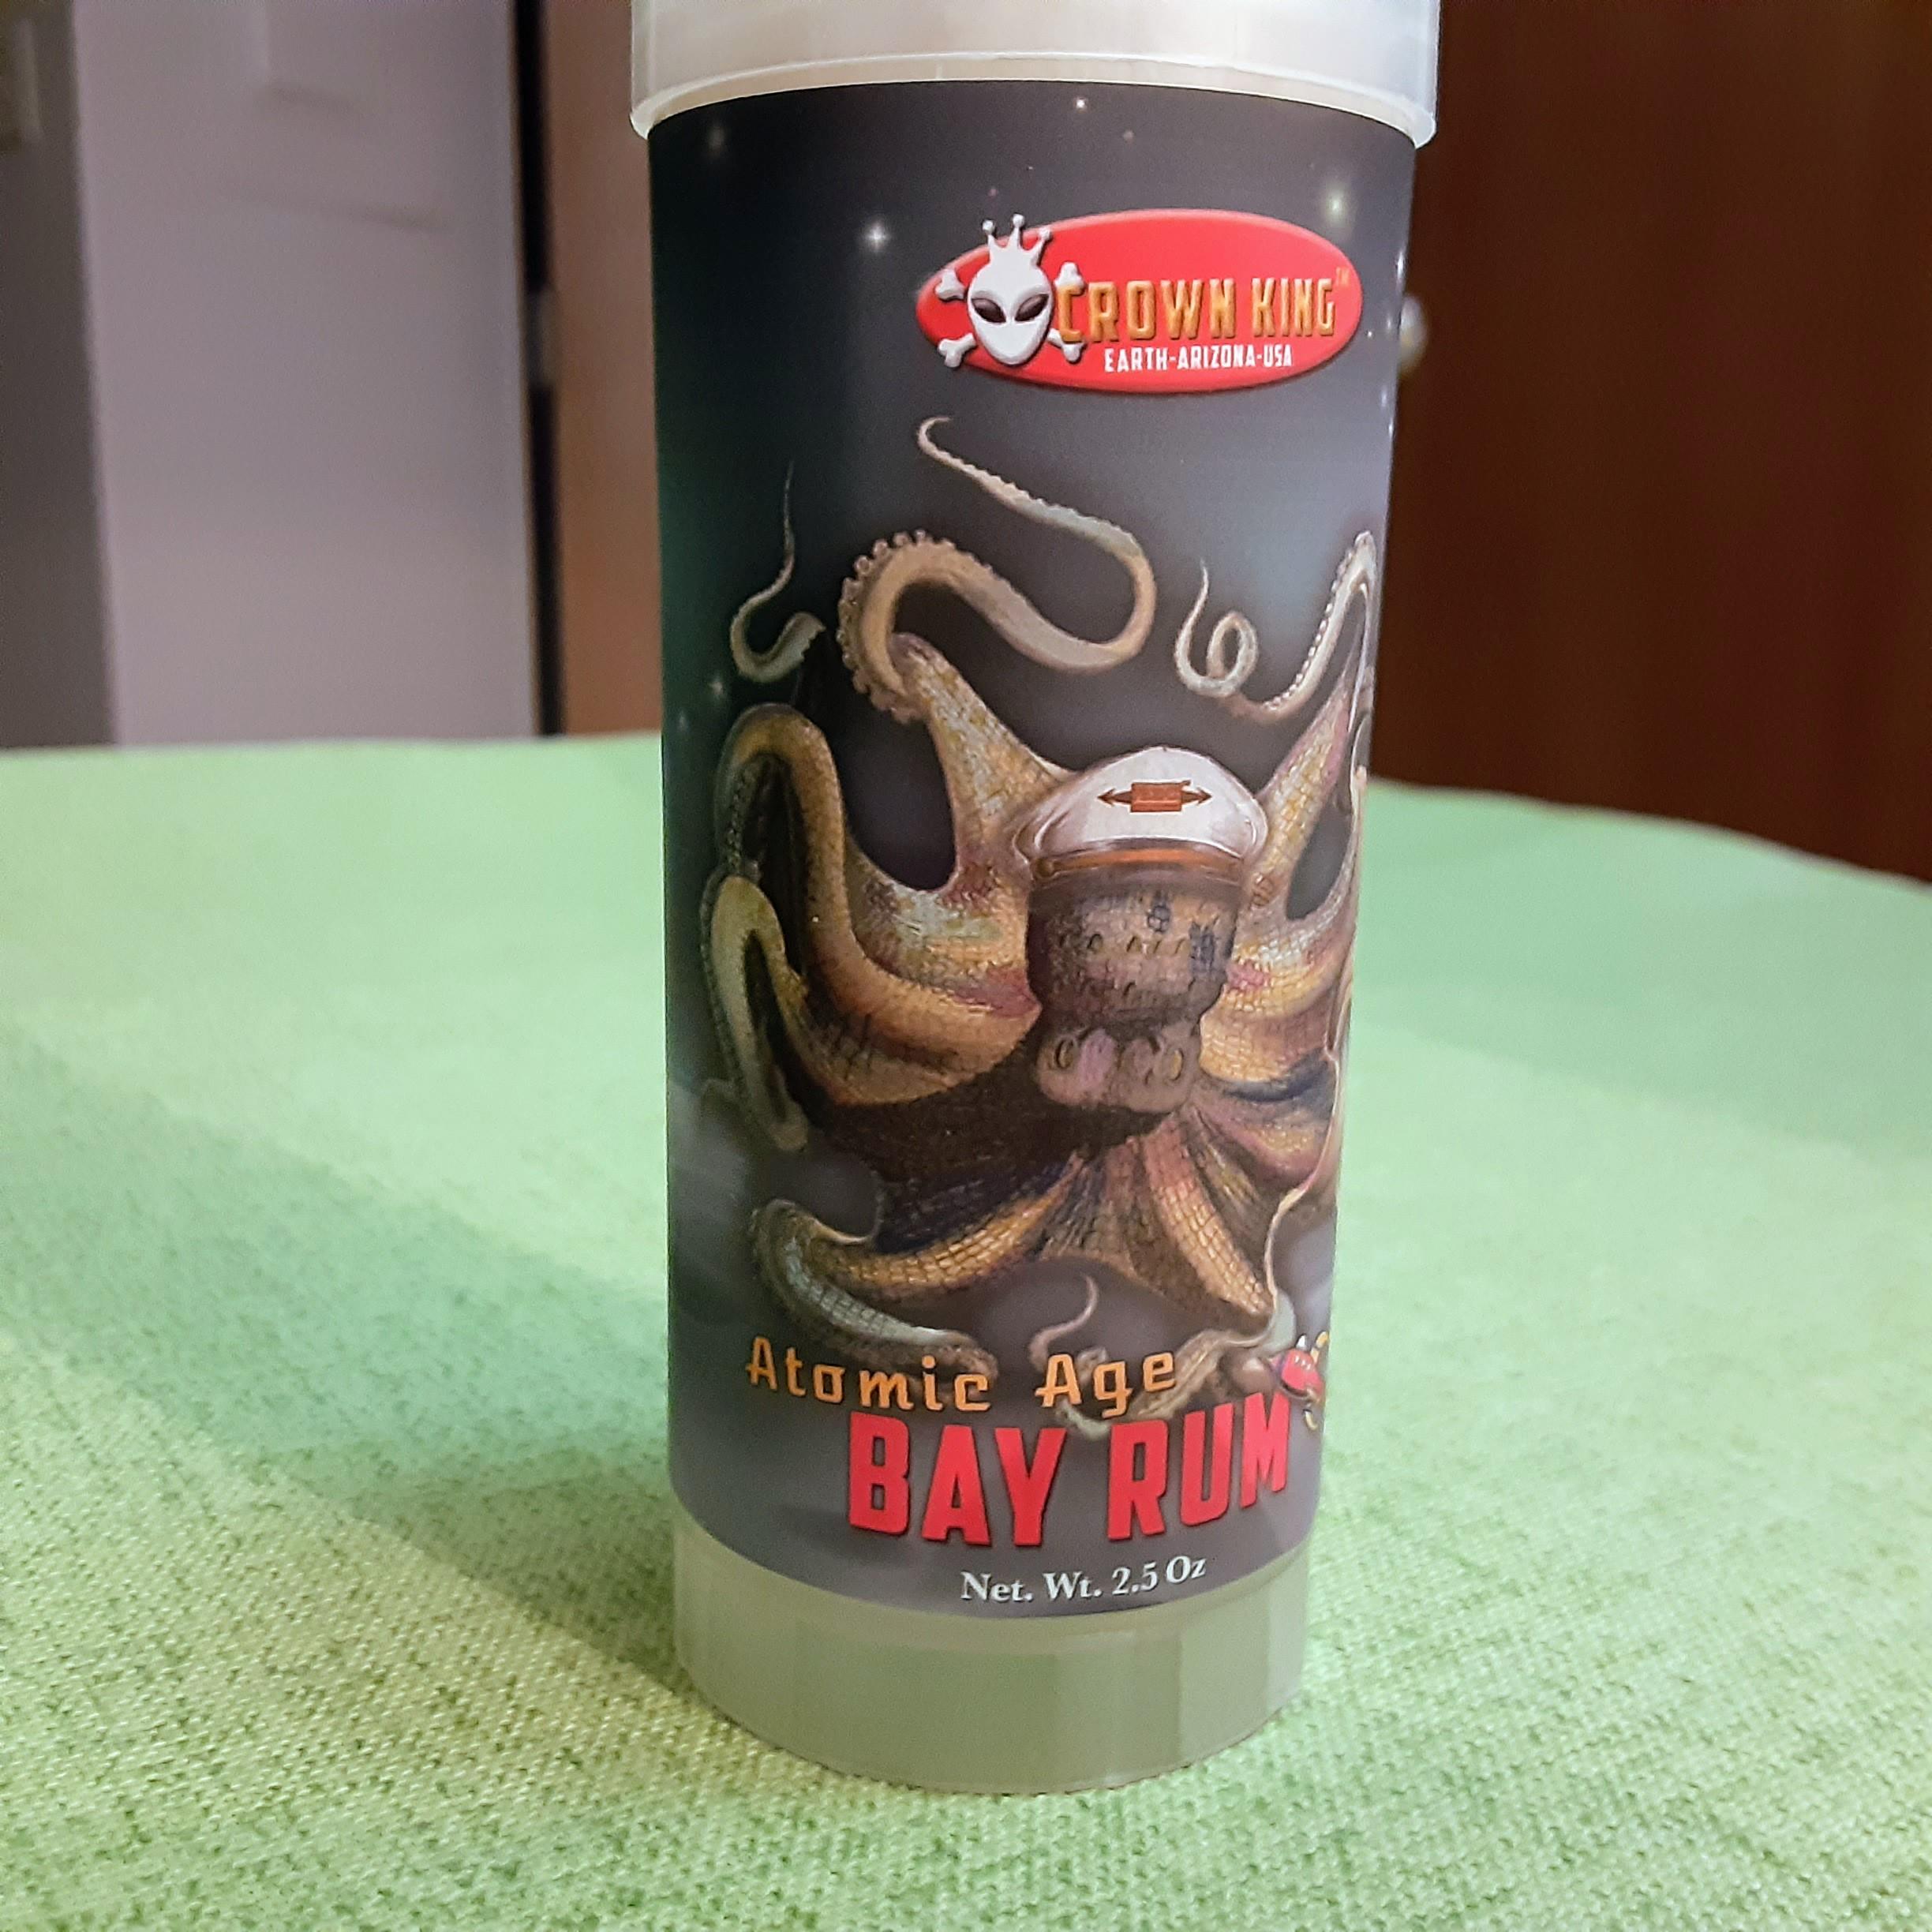 CROWN KING™
EARTH-ARIZONA-USA
Atomic Age
BAY RUM
Net. Wt. 2.5 Oz